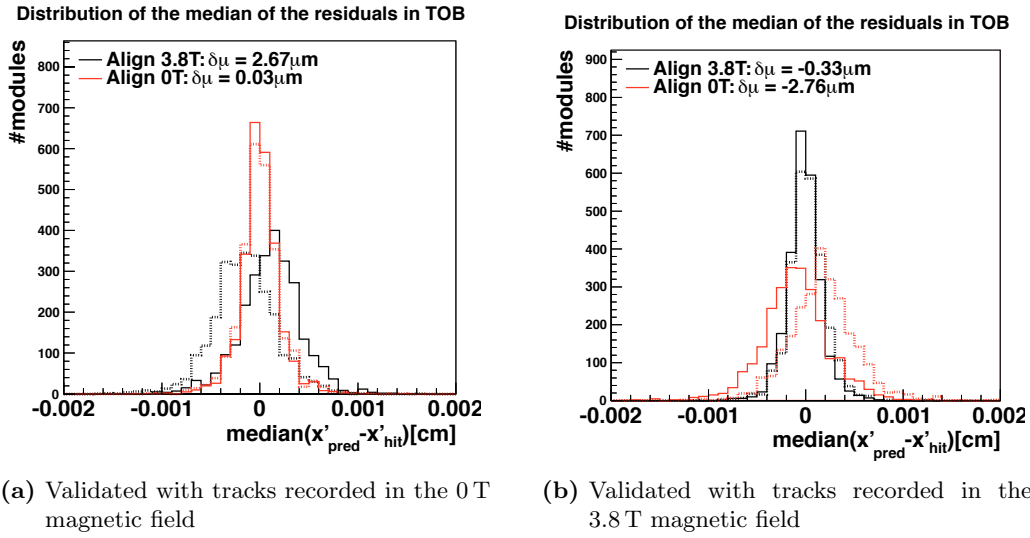 Distribution of the median of the residuals in TOB
Align 3.8T: δμ = 2.67μm
Align 0T: δμ = 0.03μm
#modules
800
700
600
500
400
300
200
100
0
-0.002 -0.001 0 0.001 0.002
median(x'pred-x'hit)[cm]
(a) Validated with tracks recorded in the 0 T
magnetic field
Distribution of the median of the residuals in TOB
Align 3.8T: δμ = -0.33μm
Align 0T: δμ = -2.76μm
#modules
900
800
700
600
500
400
300
200
100
0
-0.002 -0.001 0 0.001 0.002
median(x'pred-x'hit)[cm]
(b) Validated with tracks recorded in the
3.8 T magnetic field